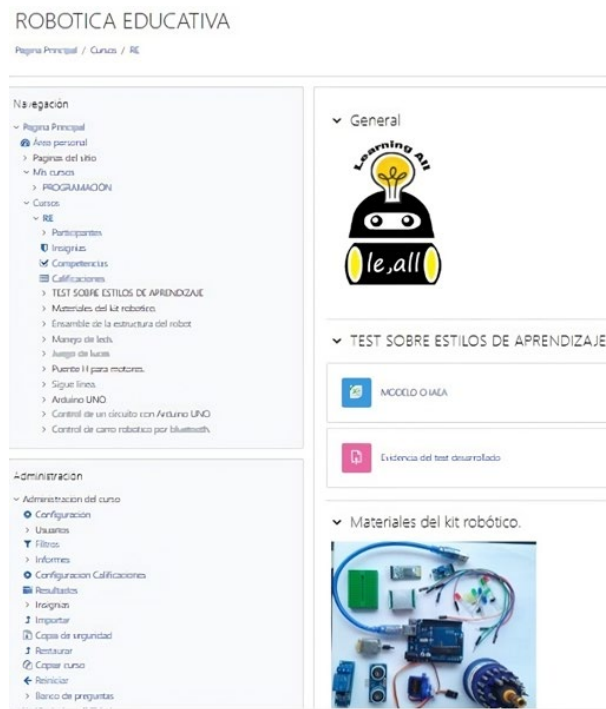 ROBOTICA EDUCATIVA
Pagina Principal / Cursos / RE
Navegación
Pagina Principal
Área personal
Paginas del sitio
Mis cursos
PROGRAMACIÓN
Cursos
RE
Participantes
Insignias
Competencias
Calificaciones
TEST SOBRE ESTILOS DE APRENDIZAJE
Materiales del kit robotico.
Ensamble de la estructura del robot
Manejo de leds.
Juego de luces
Puente H para motores.
Sigue linea.
Arduino UNO
Control de un circuito con Arduino UNO
Control de carro robotico por bluetooth.
Administración
Administracion del curso
Configuracion
Usuarios
Filtros
Informes
Configuracion Calificaciones
Resultados
Insignias
Importar
Copia de seguridad
Restaurar
Copiar curso
Reiniciar
Banco de preguntas
General
Learning All
le,all
TEST SOBRE ESTILOS DE APRENDIZAJE
MODELO
Evidencia del test desarrollado
Materiales del kit robótico.